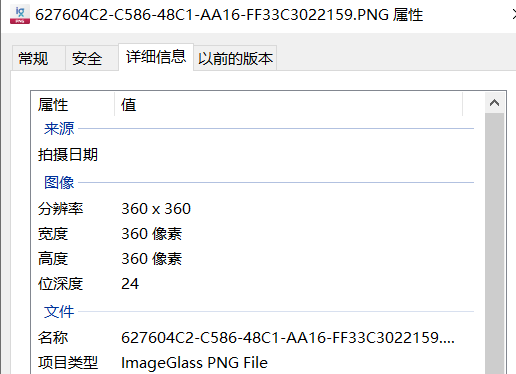 627604C2-C586-48C1-AA16-FF33C3022159.PNG 属性
常规 安全 详细信息 以前的版本
属性 值
来源
拍摄日期
图像
分辨率 360 x 360
宽度 360 像素
高度 360 像素
位深度 24
文件
名称 627604C2-C586-48C1-AA16-FF33C3022159....
项目类型 ImageGlass PNG File